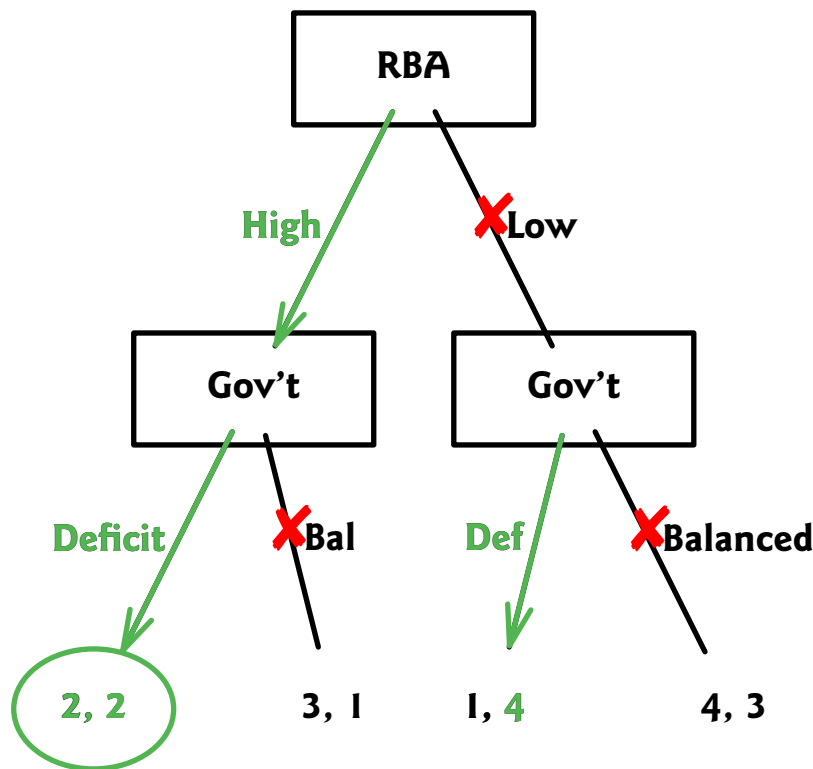 RBA
High
Low
Gov't
Gov't
Deficit
Bal
Def
Balanced
2, 2
3, 1
1, 4
4, 3